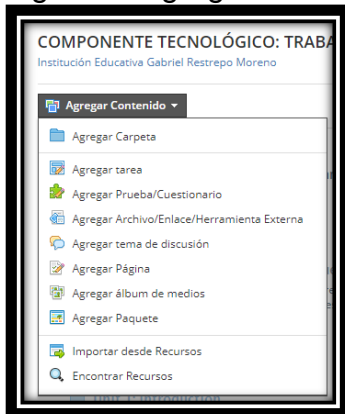 COMPONENTE TECNOLÓGICO: TRABA
Institución Educativa Gabriel Restrepo Moreno
Agregar Contenido
Agregar Carpeta
Agregar tarea
Agregar Prueba/Cuestionario
Agregar Archivo/Enlace/Herramienta Externa
Agregar tema de discusión
Agregar Página
Agregar álbum de medios
Agregar Paquete
Importar desde Recursos
Encontrar Recursos